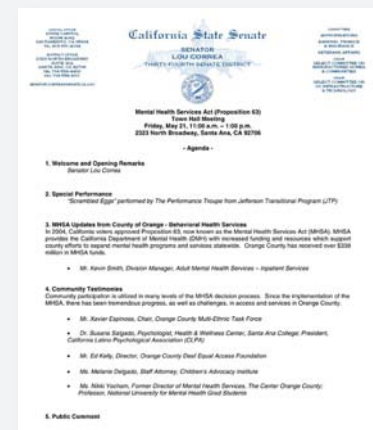 California State Senate
SENATOR
LOU CORREA
THIRTY-FOURTH SENATE DISTRICT
Mental Health Services Act (Proposition 63)
Town Hall Meeting
Friday, May 21, 11:00 a.m. – 1:00 p.m.
2323 North Broadway, Santa Ana, CA 92706
- Agenda -
1. Welcome and Opening Remarks
Senator Lou Correa
2. Special Performance
"Scrambled Eggs" performed by The Performance Troupe from Jefferson Transitional Program (JTP)
3. MHSA Updates from County of Orange - Behavioral Health Services
In 2004, California voters approved Proposition 63, now known as the Mental Health Services Act (MHSA). MHSA
provides the California Department of Mental Health (DMH) with increased funding and resources which support
county efforts to expand mental health programs and services statewide. Orange County has received over
million in MHSA funds.
• Mr. Kevin Smith, Division Manager, Adult Mental Health Services – Inpatient Services
4. Community Testimonies
Community participation is utilized in many levels of the MHSA decision process. Since the implementation of the
MHSA, there has been tremendous progress, as well as challenges, in access and services in Orange County.
• Mr. Xavier Espinosa, Chair, Orange County Multi-Ethnic Task Force
• Dr. Susana Salgado, Psychologist, Health & Wellness Center, Santa Ana College; President,
California Latino Psychological Association (CLPA)
• Mr. Ed Kelly, Director, Orange County Deaf Equal Access Foundation
• Ms. Melanie Delgado, Staff Attorney, Children's Advocacy Institute
• Ms. Nikki Yocham, Former Director of Mental Health Services, The Center Orange County;
Professor, National University for Mental Health Grad Students
5. Public Comment